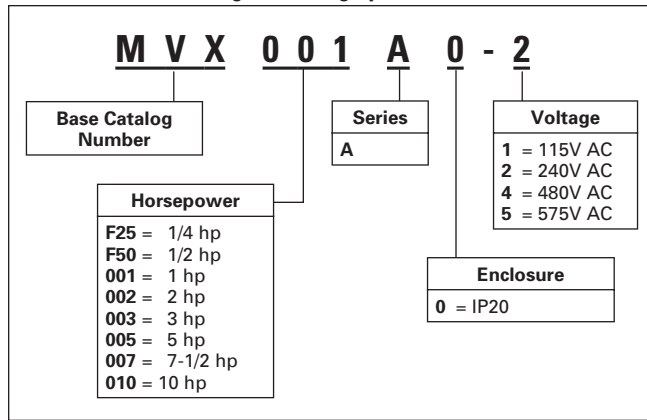 M V X 0 0 1 A 0 - 2
Base Catalog
Number
Series
A
Voltage
1 = 115V AC
2 = 240V AC
4 = 480V AC
5 = 575V AC
Horsepower
F25 = 1/4 hp
F50 = 1/2 hp
001 = 1 hp
002 = 2 hp
003 = 3 hp
005 = 5 hp
007 = 7-1/2 hp
010 = 10 hp
Enclosure
0 = IP20